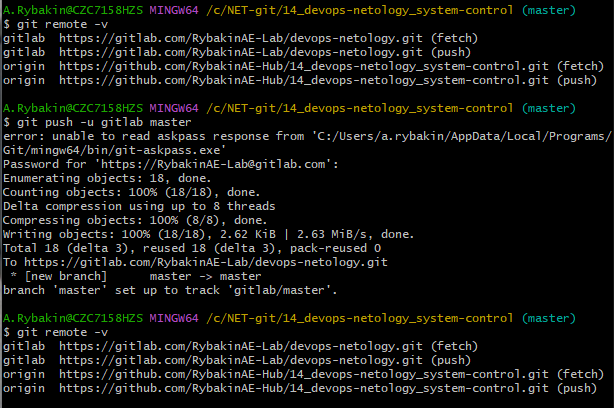 A.Rybakin@CZC7158HZS MINGW64 /c/NET-git/14_devops-netology_system-control (master)
$ git remote -v
gitlab  https://gitlab.com/RybakinAE-Lab/devops-netology.git (fetch)
gitlab  https://gitlab.com/RybakinAE-Lab/devops-netology.git (push)
origin  https://github.com/RybakinAE-Hub/14_devops-netology_system-control.git (fetch)
origin  https://github.com/RybakinAE-Hub/14_devops-netology_system-control.git (push)
A.Rybakin@CZC7158HZS MINGW64 /c/NET-git/14_devops-netology_system-control (master)
$ git push -u gitlab master
error: unable to read askpass response from 'C:/Users/a.rybakin/AppData/Local/Programs/
Git/mingw64/bin/git-askpass.exe'
Password for 'https://RybakinAE-Lab@gitlab.com':
Enumerating objects: 18, done.
Counting objects: 100% (18/18), done.
Delta compression using up to 8 threads
Compressing objects: 100% (8/8), done.
Writing objects: 100% (18/18), 2.62 KiB | 2.63 MiB/s, done.
Total 18 (delta 3), reused 18 (delta 3), pack-reused 0
To https://gitlab.com/RybakinAE-Lab/devops-netology.git
 * [new branch]      master -> master
branch 'master' set up to track 'gitlab/master'.
A.Rybakin@CZC7158HZS MINGW64 /c/NET-git/14_devops-netology_system-control (master)
$ git remote -v
gitlab  https://gitlab.com/RybakinAE-Lab/devops-netology.git (fetch)
gitlab  https://gitlab.com/RybakinAE-Lab/devops-netology.git (push)
origin  https://github.com/RybakinAE-Hub/14_devops-netology_system-control.git (fetch)
origin  https://github.com/RybakinAE-Hub/14_devops-netology_system-control.git (push)